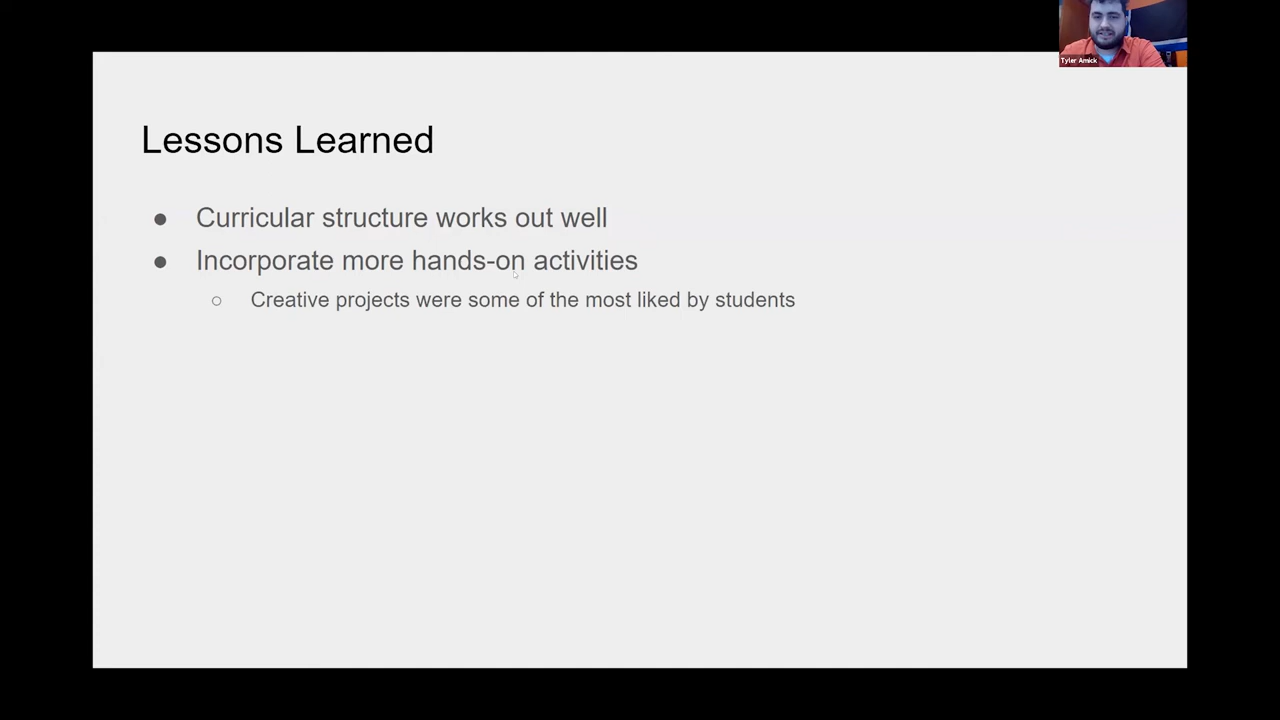 Tyler Amick
Lessons Learned
● Curricular structure works out well
● Incorporate more hands-on activities
○ Creative projects were some of the most liked by students